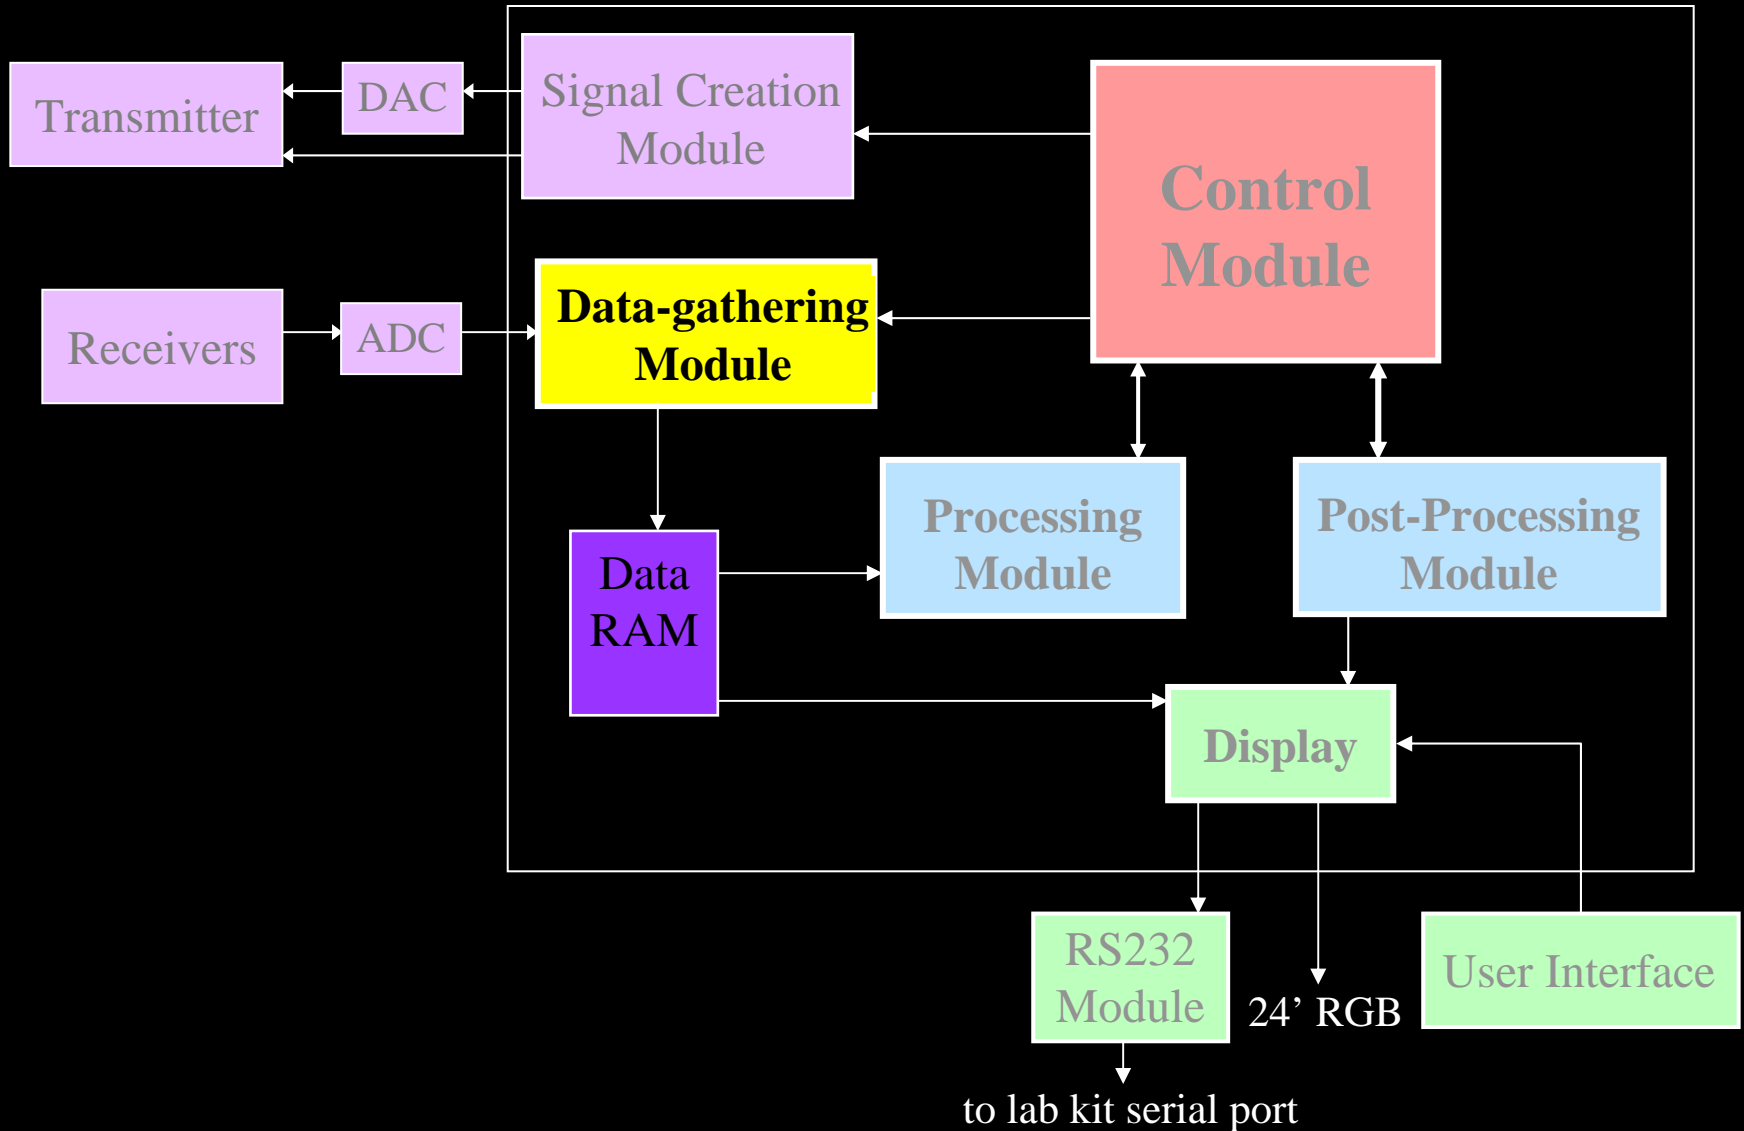 Transmitter
DAC
Signal Creation
Module
Control
Module
Receivers
ADC
Data-gathering
Module
Data
RAM
Processing
Module
Post-Processing
Module
Display
RS232
Module
24’ RGB
User Interface
to lab kit serial port